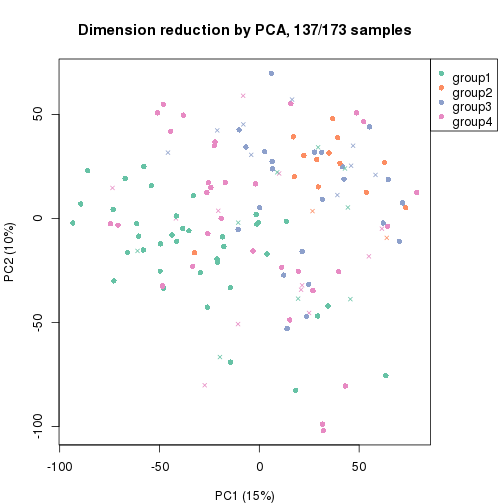 Dimension reduction by PCA, 137/173 samples
group1
group2
group3
group4
50
0
-50
-100
PC2 (10%)
-100 -50 0 50
PC1 (15%)